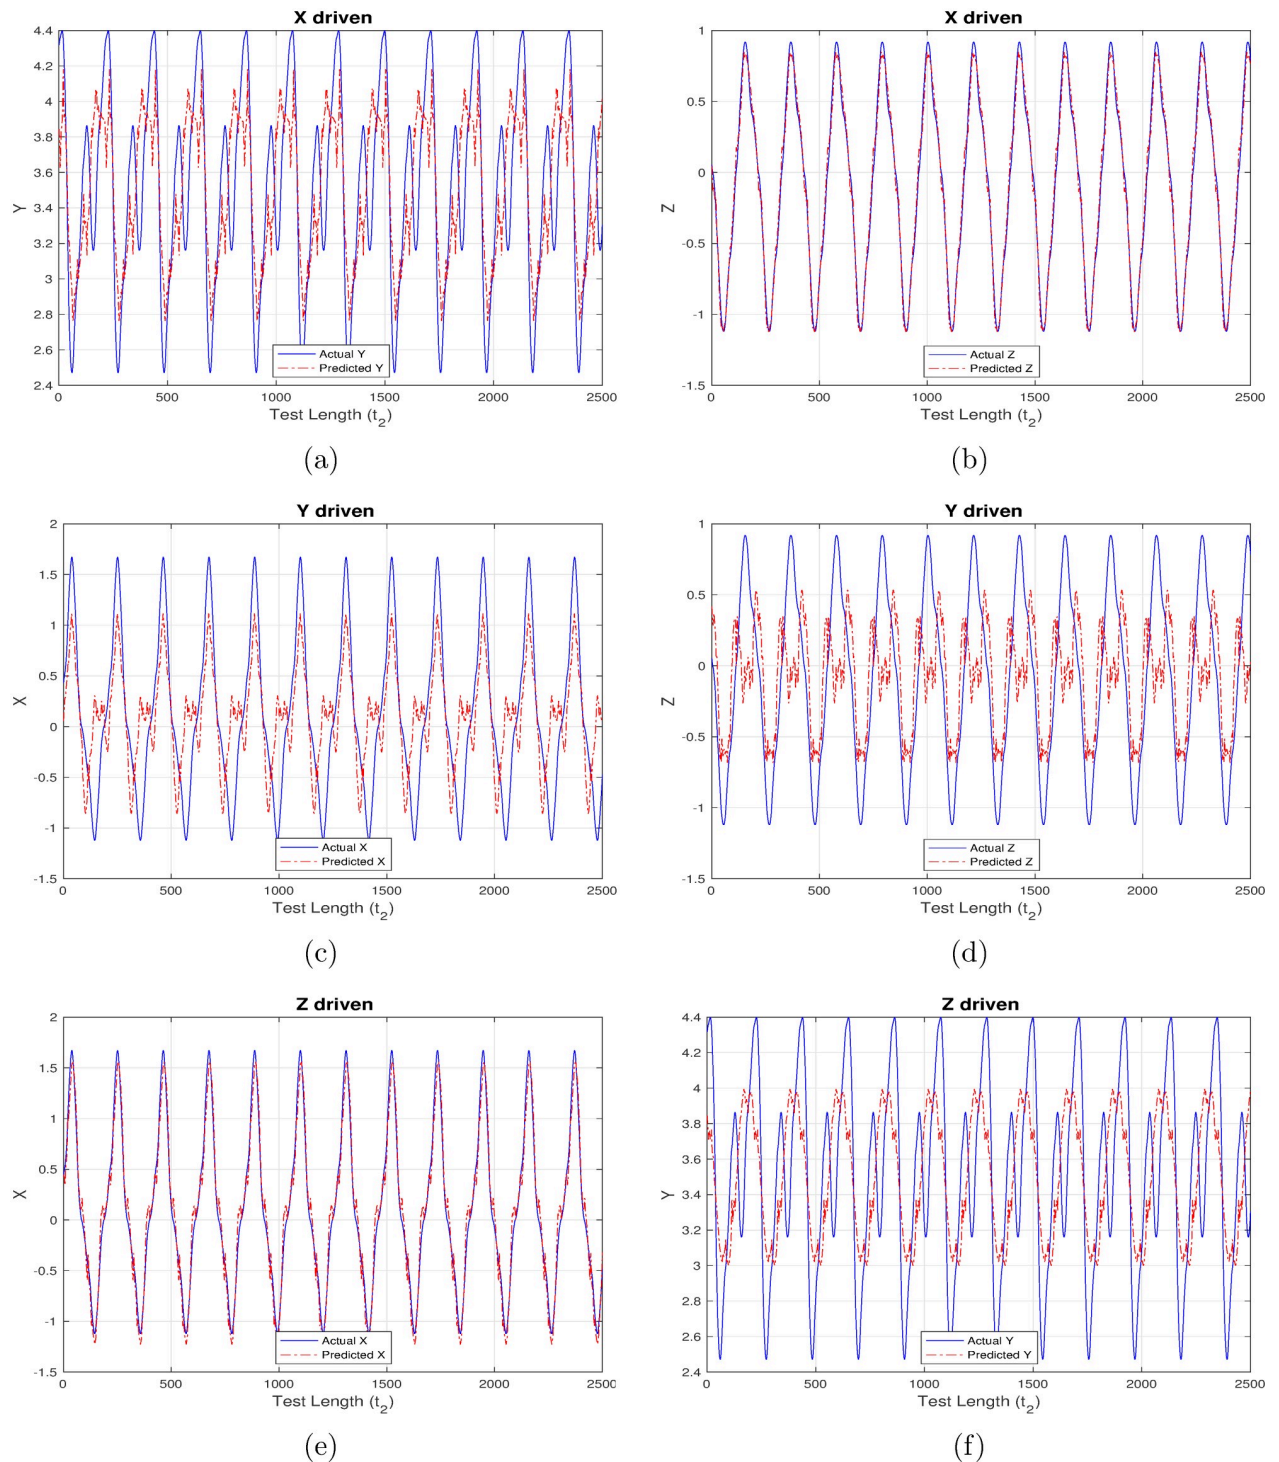 X driven
4.4
4.2
4
3.8
3.6
3.4
3.2
3
2.8
2.6
2.4
Y
Actual Y
Predicted Y
0 500 1000 1500 2000 2500
Test Length (t2)
(a)
X driven
1
0.5
0
-0.5
-1
-1.5
Z
Actual Z
Predicted Z
0 500 1000 1500 2000 2500
Test Length (t2)
(b)
Y driven
2
1.5
1
0.5
0
-0.5
-1
-1.5
X
Actual X
Predicted X
0 500 1000 1500 2000 2500
Test Length (t2)
(c)
Y driven
1
0.5
0
-0.5
-1
-1.5
Z
Actual Z
Predicted Z
0 500 1000 1500 2000 2500
Test Length (t2)
(d)
Z driven
2
1.5
1
0.5
0
-0.5
-1
-1.5
X
Actual X
Predicted X
0 500 1000 1500 2000 2500
Test Length (t2)
(e)
Z driven
4.4
4.2
4
3.8
3.6
3.4
3.2
3
2.8
2.6
2.4
Y
Actual Y
Predicted Y
0 500 1000 1500 2000 2500
Test Length (t2)
(f)